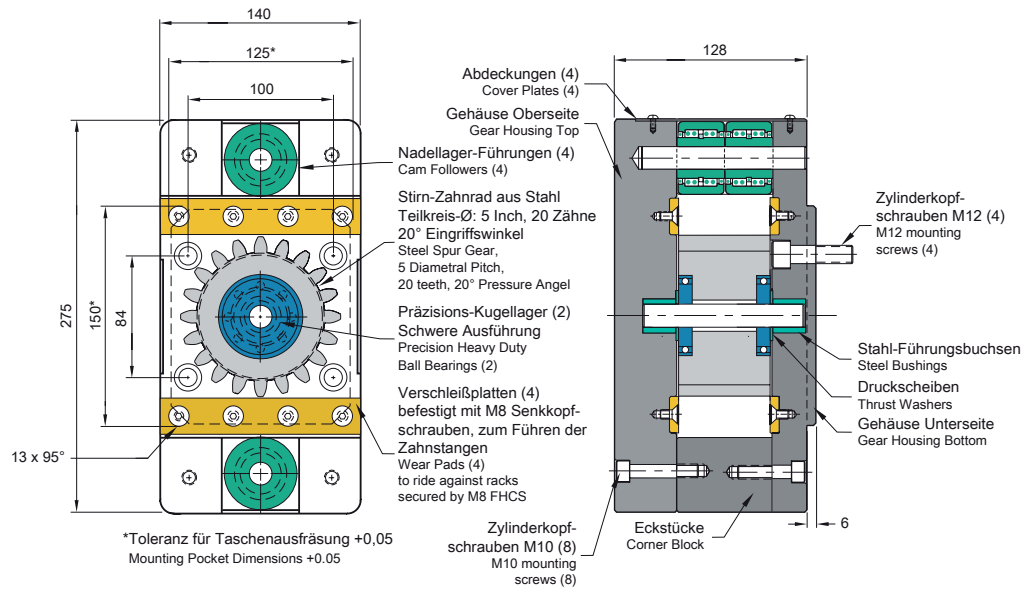 140
125*
100
275
150*
84
13 x 95°
Nadellager-Führungen (4)
Cam Followers (4)
Stirn-Zahnrad aus Stahl
Teilkreis-Ø: 5 Inch, 20 Zähne
20° Eingriffswinkel
Steel Spur Gear,
5 Diametral Pitch,
20 teeth, 20° Pressure Angel
Präzisions-Kugellager (2)
Schwere Ausführung
Precision Heavy Duty
Ball Bearings (2)
Verschleißplatten (4)
befestigt mit M8 Senkkopf-
schrauben, zum Führen der
Zahnstangen
Wear Pads (4)
to ride against racks
secured by M8 FHCS
*Toleranz für Taschenausfräsung +0,05
Mounting Pocket Dimensions +0.05
128
Abdeckungen (4)
Cover Plates (4)
Gehäuse Oberseite
Gear Housing Top
Zylinderkopf-
schrauben M12 (4)
M12 mounting
screws (4)
Stahl-Führungsbuchsen
Steel Bushings
Druckscheiben
Thrust Washers
Gehäuse Unterseite
Gear Housing Bottom
6
Zylinderkopf-
schrauben M10 (8)
M10 mounting
screws (8)
Eckstücke
Corner Block